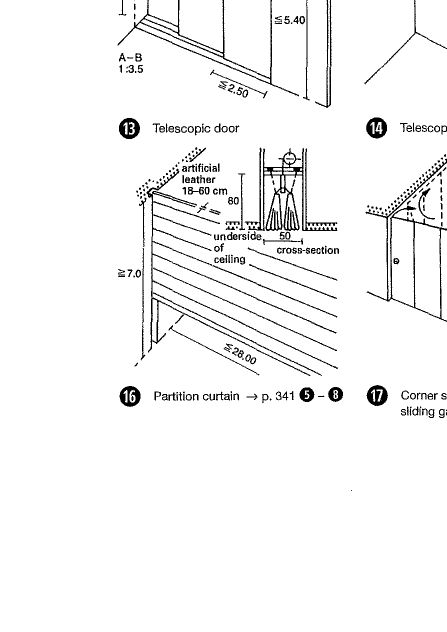 ≦5.40
A–B
1:3.5
≦2.50
13 Telescopic door
14 Telescop
artificial
leather
18–60 cm
80
50
underside
of
ceiling
cross-section
≧7.0
≦28.00
16 Partition curtain → p. 341 5 – 8
17 Corner s
sliding ga